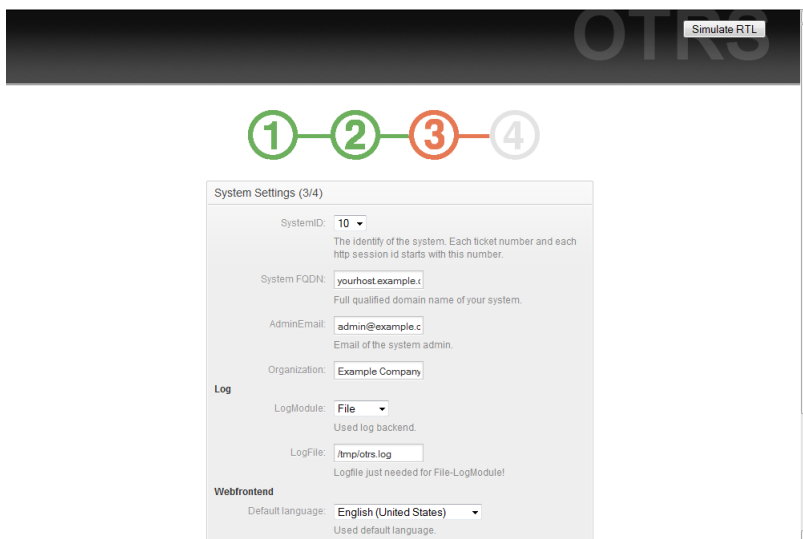 OTRS
Simulate RTL
1 2 3 4
System Settings (3/4)
SystemID: 10
The identify of the system. Each ticket number and each
http session id starts with this number.
System FQDN: yourhost.example.c
Full qualified domain name of your system.
AdminEmail: admin@example.c
Email of the system admin.
Organization: Example Company
Log
LogModule: File
Used log backend.
LogFile: /tmp/otrs.log
Logfile just needed for File-LogModule!
Webfrontend
Default language: English (United States)
Used default language.